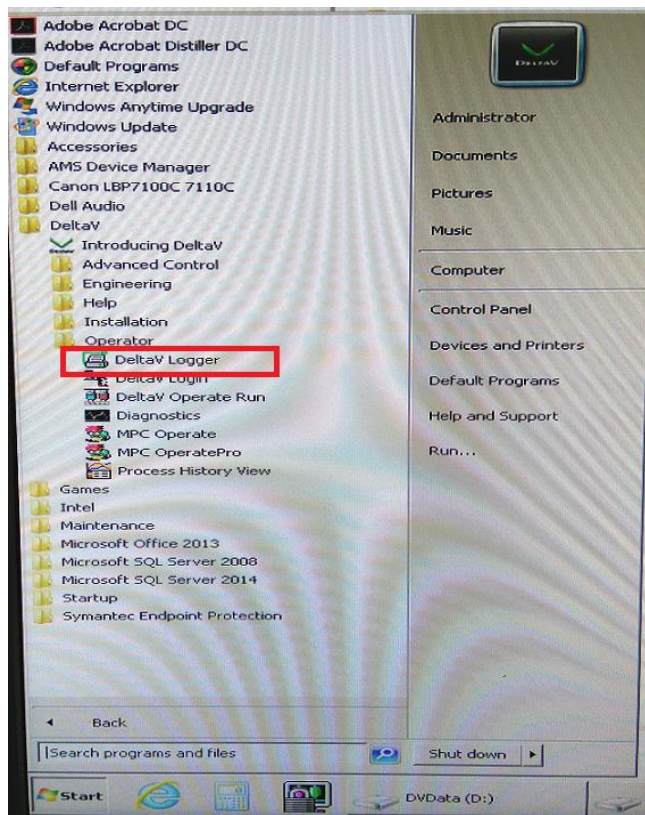 Adobe Acrobat DC
Adobe Acrobat Distiller DC
Default Programs
Internet Explorer
Windows Anytime Upgrade
Windows Update
Accessories
AMS Device Manager
Canon LBP7100C 7110C
Dell Audio
DeltaV
Introducing DeltaV
Advanced Control
Engineering
Help
Installation
Operator
DeltaV Logger
DeltaV Login
DeltaV Operate Run
Diagnostics
MPC Operate
MPC OperatePro
Process History View
Games
Intel
Maintenance
Microsoft Office 2013
Microsoft SQL Server 2008
Microsoft SQL Server 2014
Startup
Symantec Endpoint Protection
Back
Search programs and files
DELTAV
Administrator
Documents
Pictures
Music
Computer
Control Panel
Devices and Printers
Default Programs
Help and Support
Run...
Shut down
Start
DVData (D:)